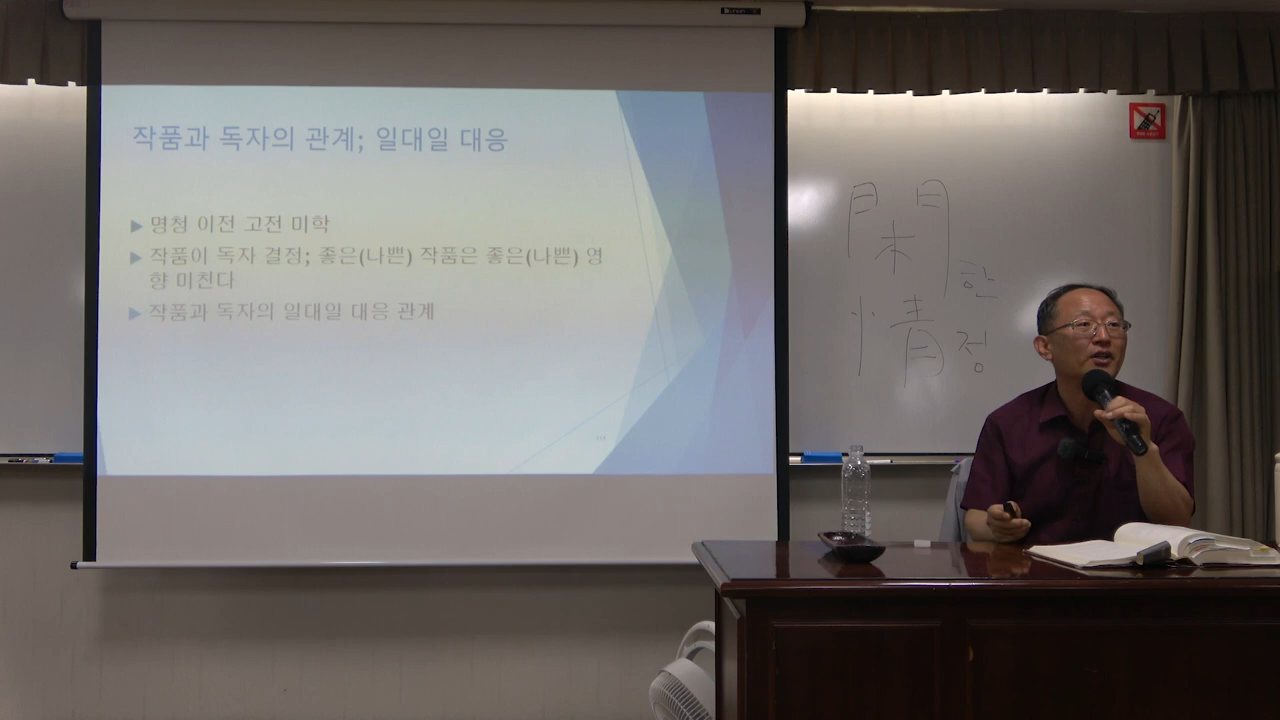 작품과 독자의 관계; 일대일 대응
명청 이전 고전 미학
작품이 독자 결정; 좋은(나쁜) 작품은 좋은(나쁜) 영
향 미친다
작품과 독자의 일대일 대응 관계
閑
한
情
정